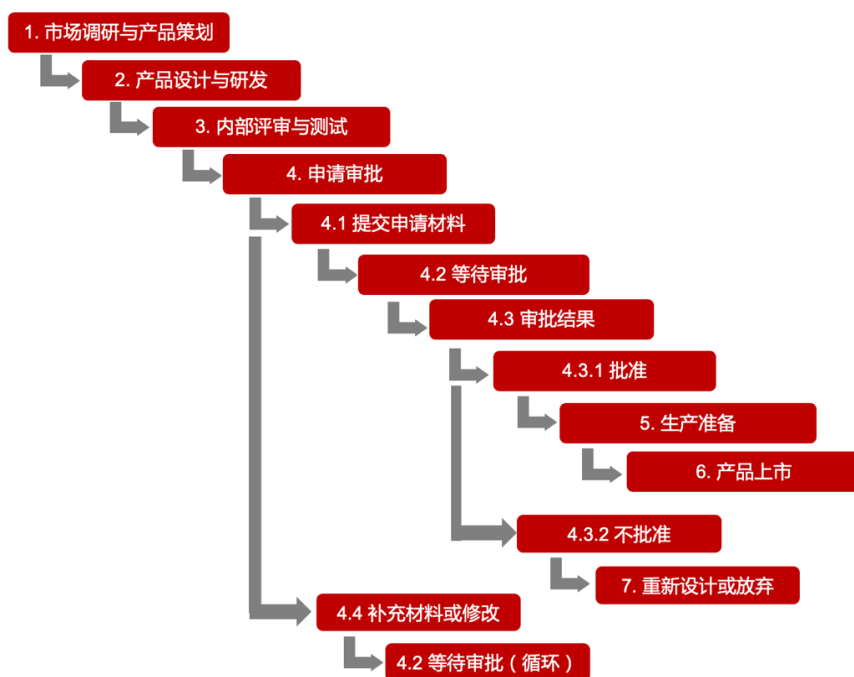 1. 市场调研与产品策划
2. 产品设计与研发
3. 内部评审与测试
4. 申请审批
4.1 提交申请材料
4.2 等待审批
4.3 审批结果
4.3.1 批准
5. 生产准备
6. 产品上市
4.3.2 不批准
7. 重新设计或放弃
4.4 补充材料或修改
4.2 等待审批（循环）